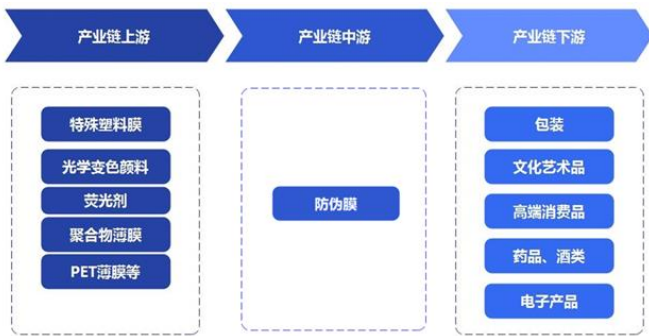 产业链上游
产业链中游
产业链下游
特殊塑料膜
光学变色颜料
荧光剂
聚合物薄膜
PET薄膜等
防伪膜
包装
文化艺术品
高端消费品
药品、酒类
电子产品